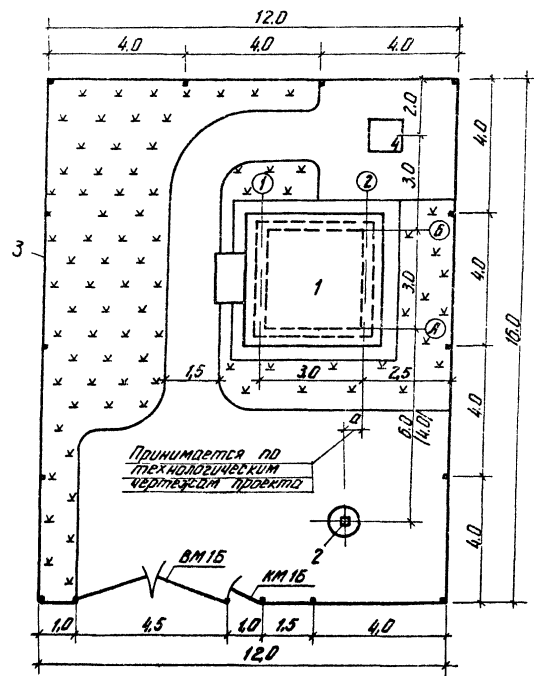 12.0
4.0 4.0 4.0
2.0
4
4.0
3.0
1 2
Б
3
1
3.0
4.0
16.0
А
1,5 3.0 2.5
а
6.0
(4.0)
4.0
Принимается по
технологическим
чертежам проекта
4.0
2
ВМ1Б
КМ1Б
1,0 4,5 1,0 1,5 4,0
12,0